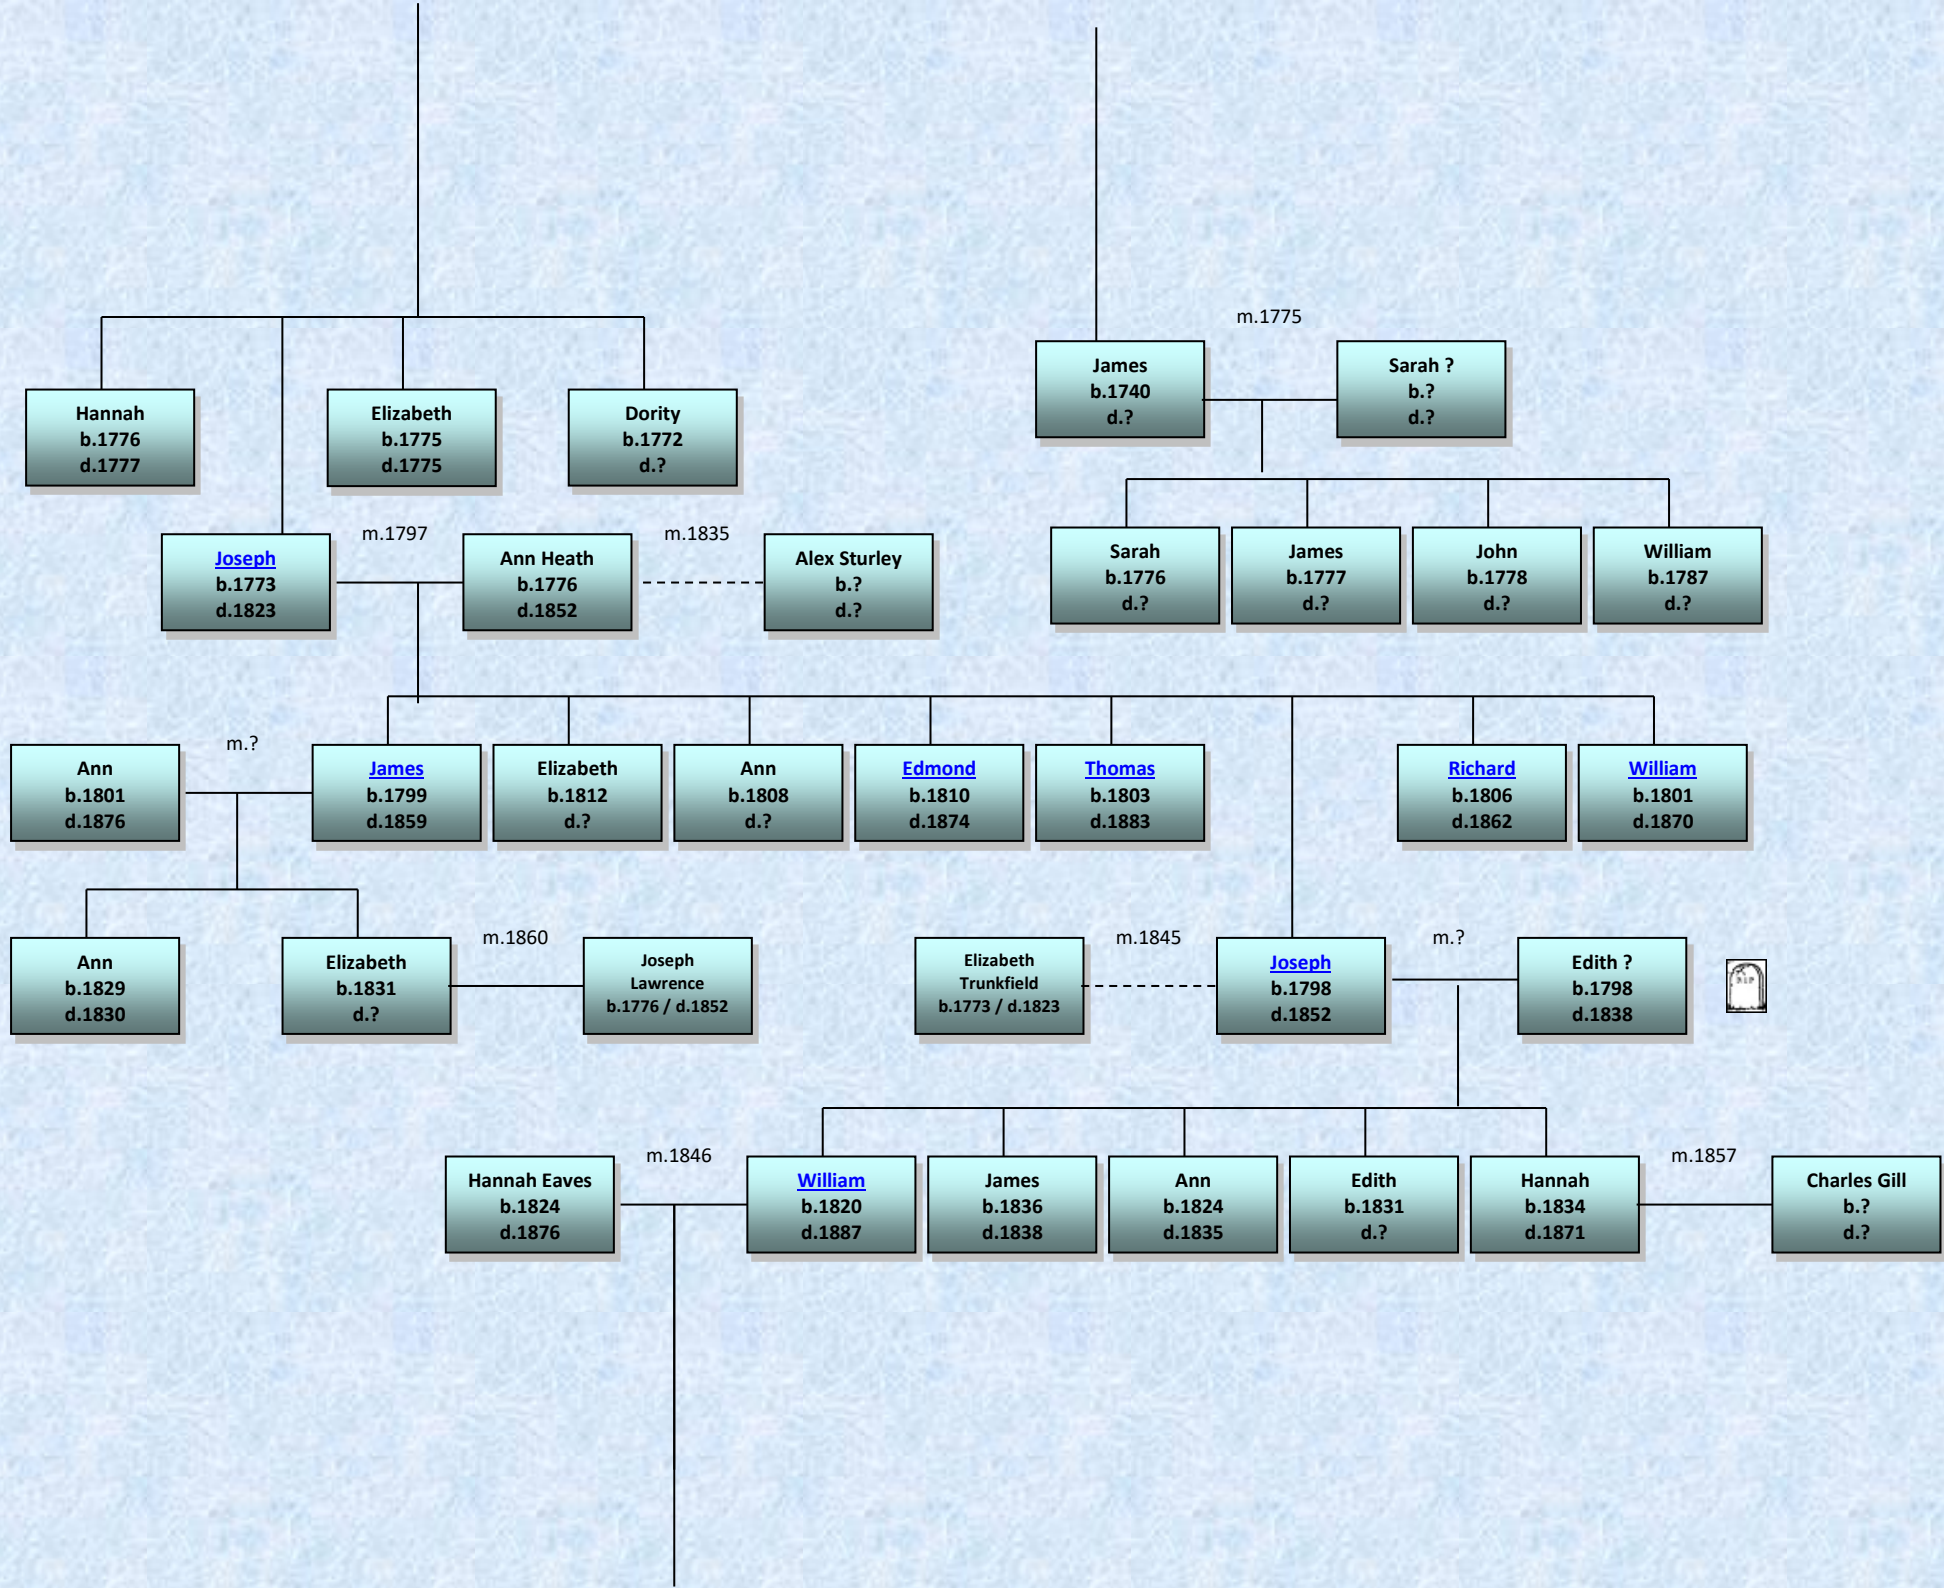 m.1775
James
b.1740
d.?
Sarah ?
b.?
d.?
Hannah
b.1776
d.1777
Elizabeth
b.1775
d.1775
Dority
b.1772
d.?
Joseph
b.1773
d.1823
m.1797
Ann Heath
b.1776
d.1852
m.1835
Alex Sturley
b.?
d.?
Sarah
b.1776
d.?
James
b.1777
d.?
John
b.1778
d.?
William
b.1787
d.?
Ann
b.1801
d.1876
m.?
James
b.1799
d.1859
Elizabeth
b.1812
d.?
Ann
b.1808
d.?
Edmond
b.1810
d.1874
Thomas
b.1803
d.1883
Richard
b.1806
d.1862
William
b.1801
d.1870
Ann
b.1829
d.1830
Elizabeth
b.1831
d.?
m.1860
Joseph
Lawrence
b.1776 / d.1852
Elizabeth
Trunkfield
b.1773 / d.1823
m.1845
Joseph
b.1798
d.1852
m.?
Edith ?
b.1798
d.1838
RIP
Hannah Eaves
b.1824
d.1876
m.1846
William
b.1820
d.1887
James
b.1836
d.1838
Ann
b.1824
d.1835
Edith
b.1831
d.?
Hannah
b.1834
d.1871
m.1857
Charles Gill
b.?
d.?